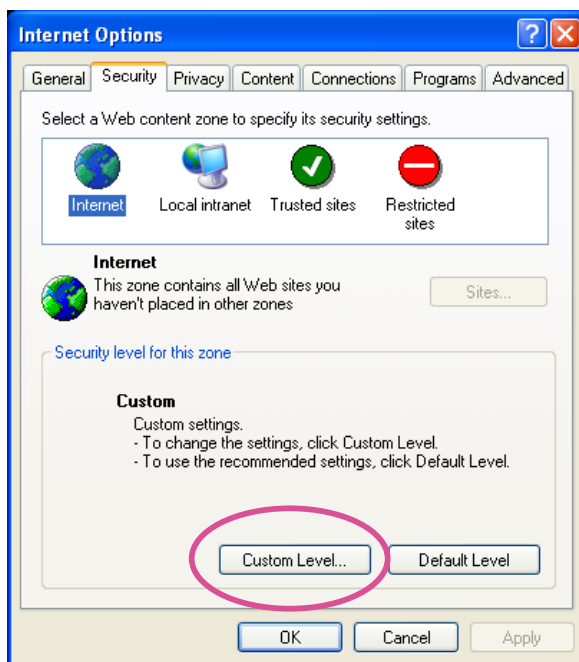 Internet Options
General Security Privacy Content Connections Programs Advanced
Select a Web content zone to specify its security settings.
Internet Local intranet Trusted sites Restricted
sites
Internet
This zone contains all Web sites you
haven't placed in other zones
Sites...
Security level for this zone
Custom
Custom settings.
- To change the settings, click Custom Level.
- To use the recommended settings, click Default Level.
Custom Level... Default Level
OK Cancel Apply